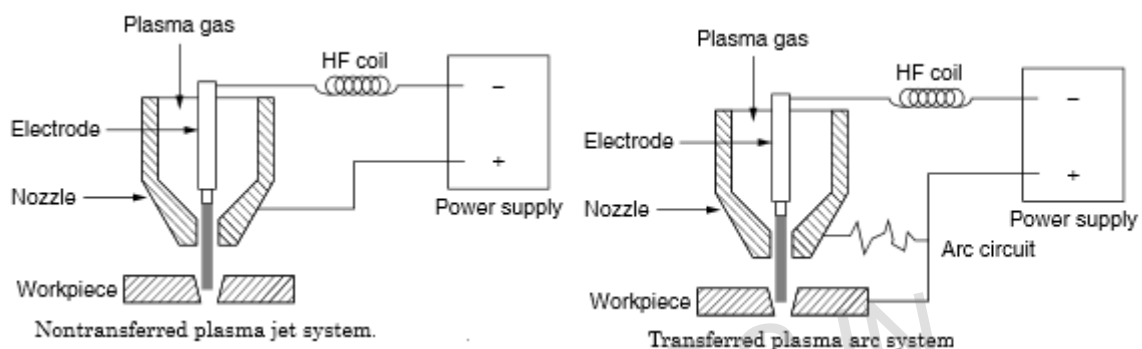 Plasma gas
HF coil
−
Electrode
+
Nozzle
Power supply
Workpiece
Nontransferred plasma jet system.
Plasma gas
HF coil
−
Electrode
+
Nozzle
Power supply
Arc circuit
Workpiece
Transferred plasma arc system